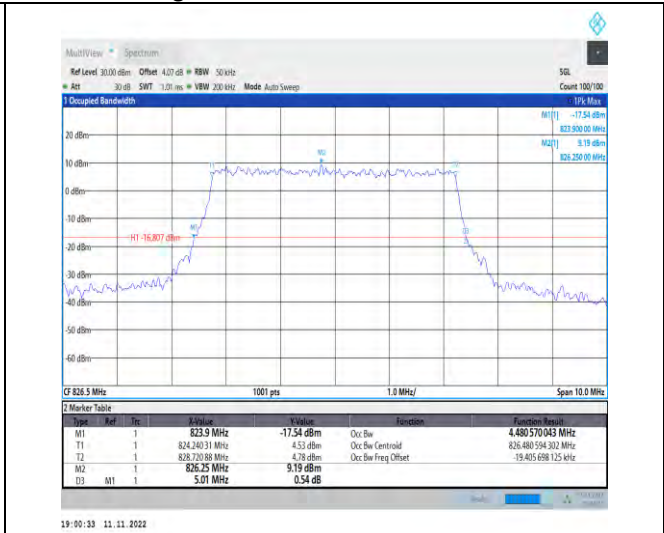 MultiView Spectrum
Ref Level 30.00 dBm Offset 4.07 dB RBW 50 kHz SGL
Att 30 dB SWT 1.01 ms VBW 200 kHz Mode Auto Sweep Count 100/100
1 Occupied Bandwidth 1Pk Max
M1[1] -17.54 dBm
823.900 00 MHz
20 dBm
M2[1] 9.19 dBm
826.250 00 MHz
M2
10 dBm
T1 T2
0 dBm
-10 dBm
M1 D3
H1 -16.807 dBm
-20 dBm
-30 dBm
-40 dBm
-50 dBm
-60 dBm
CF 826.5 MHz 1001 pts 1.0 MHz/ Span 10.0 MHz
2 Marker Table
Type Ref Trc X-Value Y-Value Function Function Result
M1 1 823.9 MHz -17.54 dBm Occ Bw 4.480 570 043 MHz
T1 1 824.240 31 MHz 4.53 dBm Occ Bw Centroid 826.480 594 302 MHz
T2 1 828.720 88 MHz 4.78 dBm Occ Bw Freq Offset -19.405 698 125 kHz
M2 1 826.25 MHz 9.19 dBm
D3 M1 1 5.01 MHz 0.54 dB
19:00:33 11.11.2022